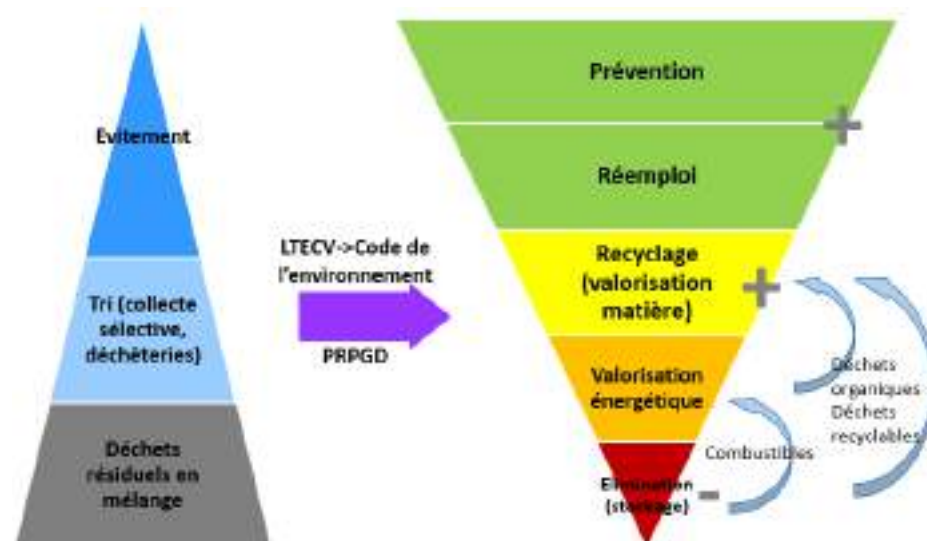 Évitement
Tri (collecte
sélective,
déchèteries)
Déchets
résiduels en
mélange
LTECV->Code de
l'environnement
PRPGD
Prévention
+
Réemploi
Recyclage
(valorisation
matière)
+
Valorisation
énergétique
Elimination
(stockage)
-
Combustibles
Déchets
organiques
Déchets
recyclables